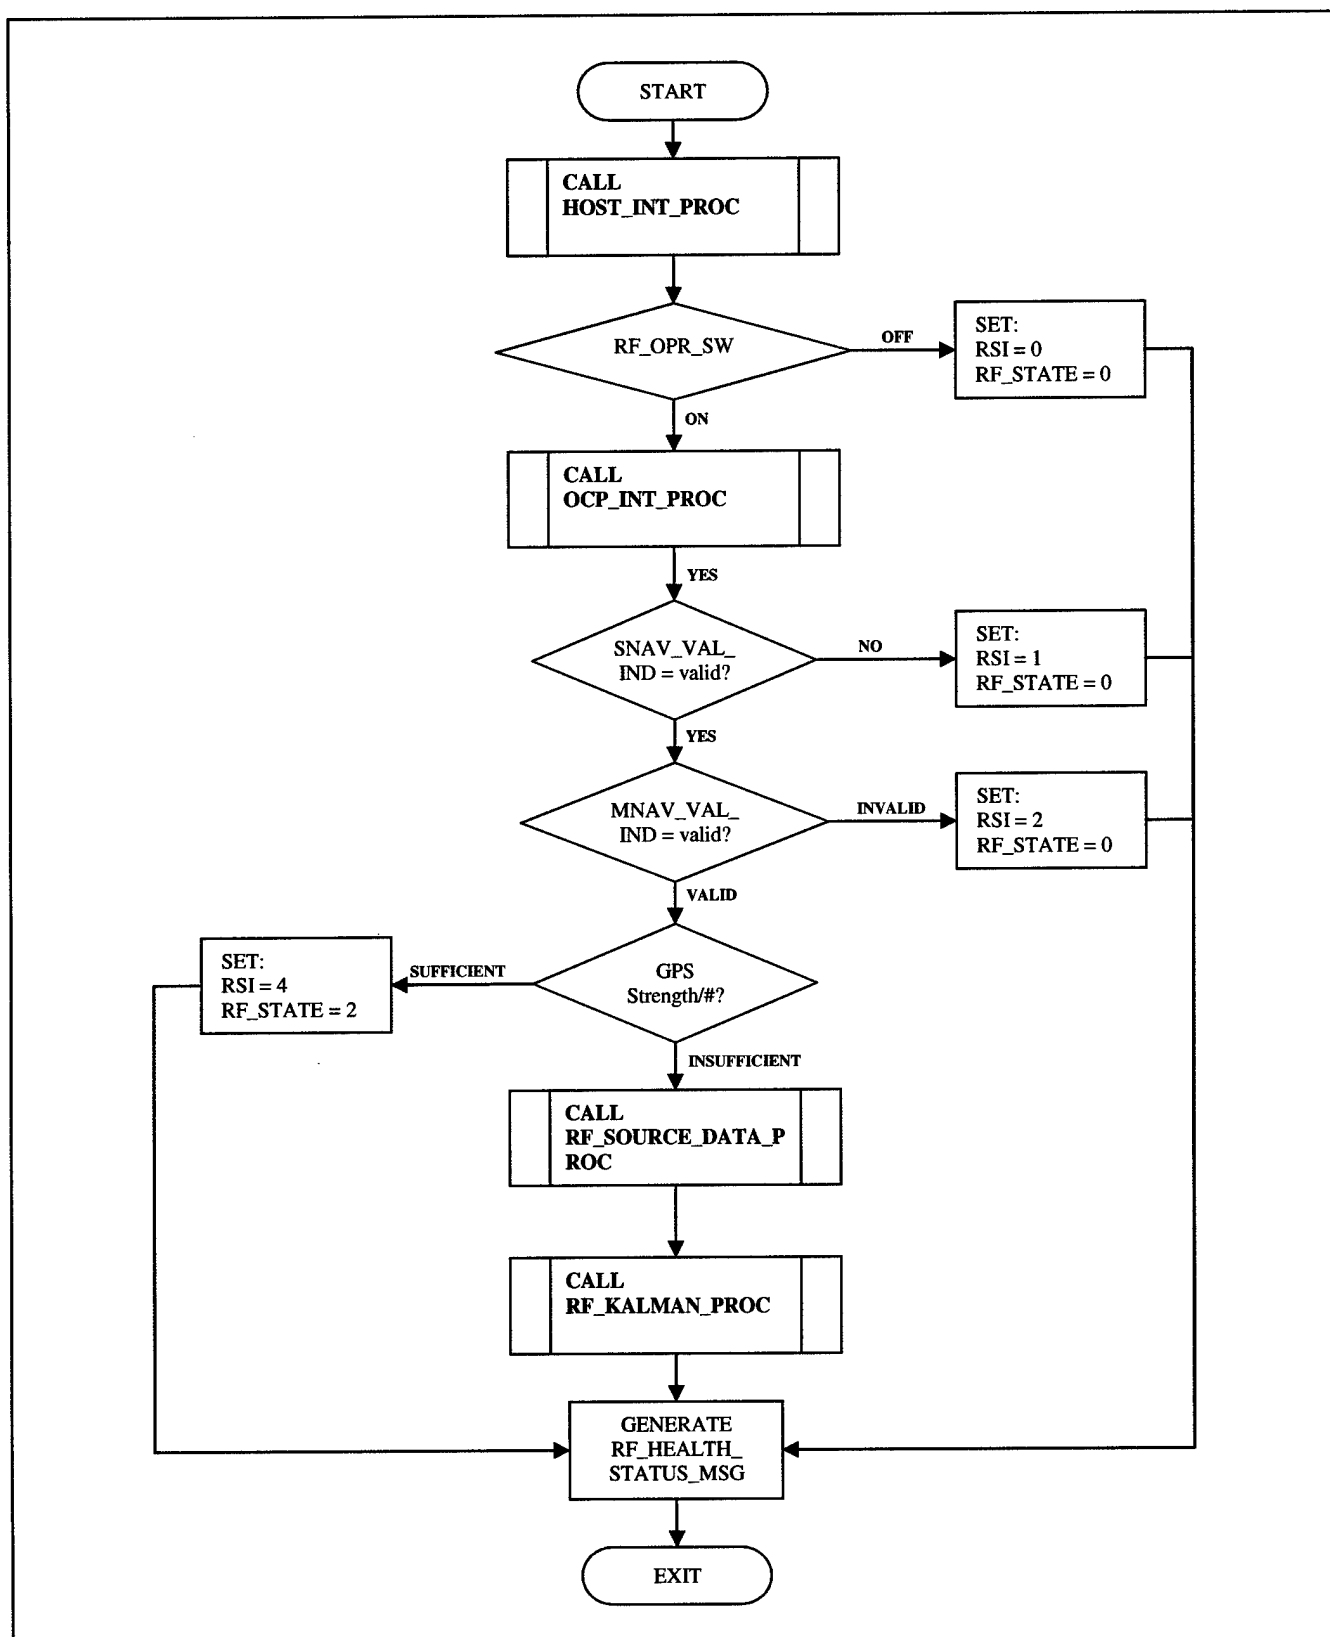 START
CALL
HOST_INT_PROC
RF_OPR_SW
OFF
SET:
RSI = 0
RF_STATE = 0
ON
CALL
OCP_INT_PROC
YES
SNAV_VAL_
IND = valid?
NO
SET:
RSI = 1
RF_STATE = 0
YES
MNAV_VAL_
IND = valid?
INVALID
SET:
RSI = 2
RF_STATE = 0
VALID
GPS
Strength/#?
SUFFICIENT
SET:
RSI = 4
RF_STATE = 2
INSUFFICIENT
CALL
RF_SOURCE_DATA_P
ROC
CALL
RF_KALMAN_PROC
GENERATE
RF_HEALTH_
STATUS_MSG
EXIT